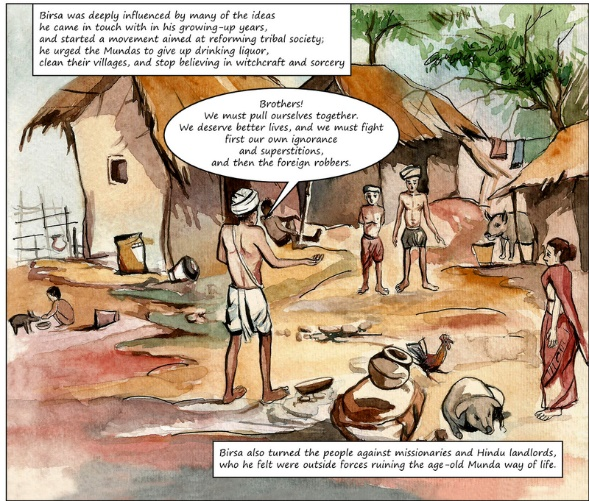 Birsa was deeply influenced by many of the ideas
he came in touch with in his growing-up years,
and started a movement aimed at reforming tribal society;
he urged the Mundas to give up drinking liquor,
clean their villages, and stop believing in witchcraft and sorcery
Brothers!
We must pull ourselves together.
We deserve better lives, and we must fight
first our own ignorance
and superstitions,
and then the foreign robbers.
Birsa also turned the people against missionaries and Hindu landlords,
who he felt were outside forces ruining the age-old Munda way of life.